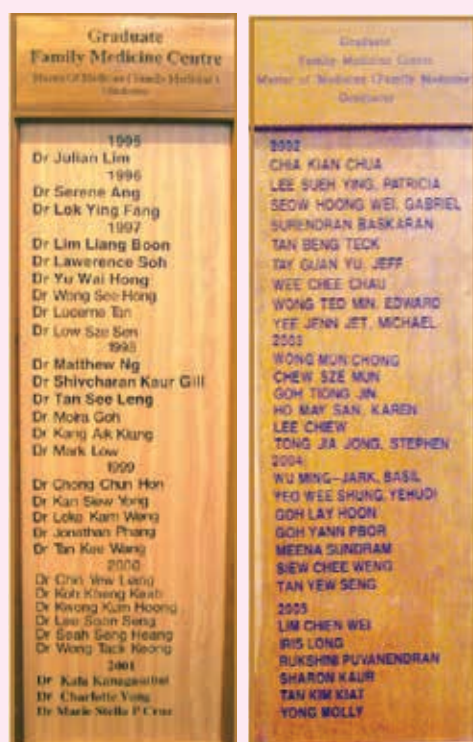 Graduate
Family Medicine Centre
Master Of Medicine (Family Medicine)
Graduates
1995
Dr Julian Lim
1996
Dr Serene Ang
Dr Lok Ying Fang
1997
Dr Lim Liang Boon
Dr Lawerence Soh
Dr Yu Wai Hong
Dr Wong See Hong
Dr Lucerne Tan
Dr Low Sze Sen
1998
Dr Matthew Ng
Dr Shivcharan Kaur Gill
Dr Tan See Leng
Dr Moira Goh
Dr Kang Aik Kiang
Dr Mark Low
1999
Dr Chong Chun Hon
Dr Kan Siew Yong
Dr Loke Kam Weng
Dr Jonathan Phang
Dr Tan Kee Wang
2000
Dr Chin Yew Liang
Dr Koh Kheng Keah
Dr Kwong Kum Hoong
Dr Lee Soon Seng
Dr Seah Seng Heang
Dr Wong Tack Keong
2001
Dr Kala Kanagasabai
Dr Charlotte Yong
Dr Marie Stella P Cruz
Graduate
Family Medicine Centre
Master of Medicine (Family Medicine)
Graduates
2002
CHIA KIAN CHUA
LEE SUEH YING, PATRICIA
SEOW HOONG WEI, GABRIEL
SURENDRAN BASKARAN
TAN BENG TECK
TAY GUAN YU, JEFF
WEE CHEE CHAU
WONG TED MIN, EDWARD
YEE JENN JET, MICHAEL
2003
WONG MUN CHONG
CHEW SZE MUN
GOH TIONG JIN
HO MAY SAN, KAREN
LEE CHIEW
TONG JIA JONG, STEPHEN
2004
WU MING-JARK, BASIL
YEO WEE SHUNG, YEHUDI
GOH LAY HOON
GOH YANN PBOR
MEENA SUNDRAM
SIEW CHEE WENG
TAN YEW SENG
2005
LIM CHIEN WEI
IRIS LONG
RUKSHINI PUVANENDRAN
SHARON KAUR
TAN KIM KIAT
YONG MOLLY